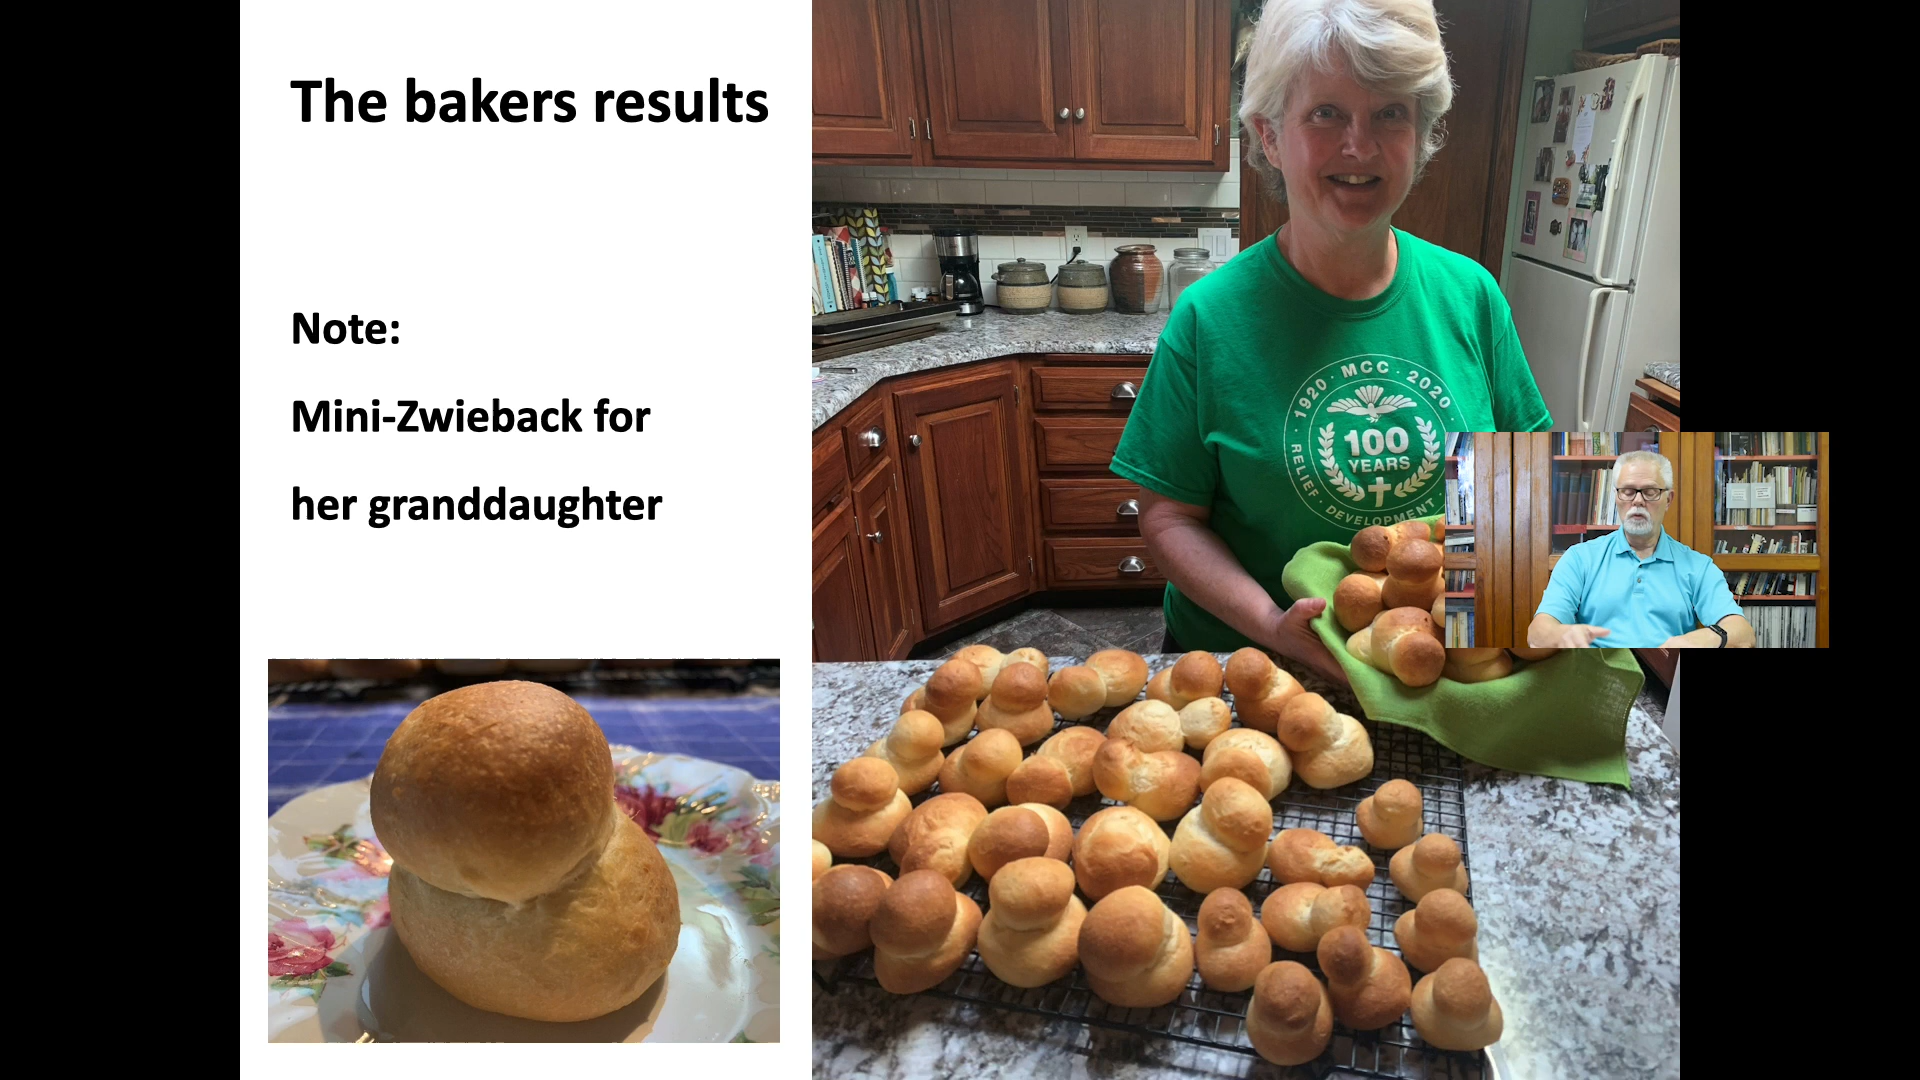 The bakers results
Note:
Mini-Zwieback for
her granddaughter
1920 · MCC · 2020
100
YEARS
RELIEF · DEVELOPMENT